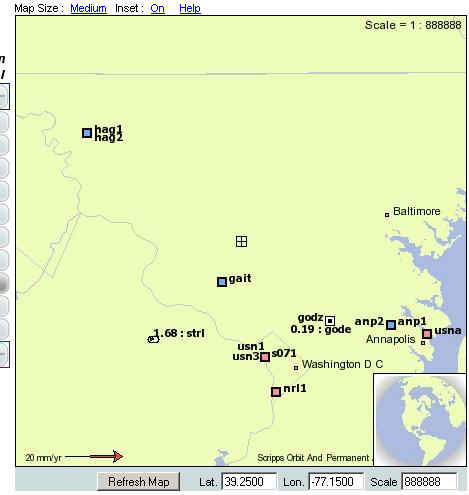 Map Size : Medium Inset : On Help
Scale = 1 : 888888
n
l
hag1
hag2
Baltimore
gait
godz
0.19 : gode
anp2 anp1
usna
1.68 : strl
Annapolis
usn1
usn3 s071
Washington D C
nrl1
20 mm/yr
Scripps Orbit And Permanent
Refresh Map Lat. 39.2500 Lon. -77.1500 Scale 888888